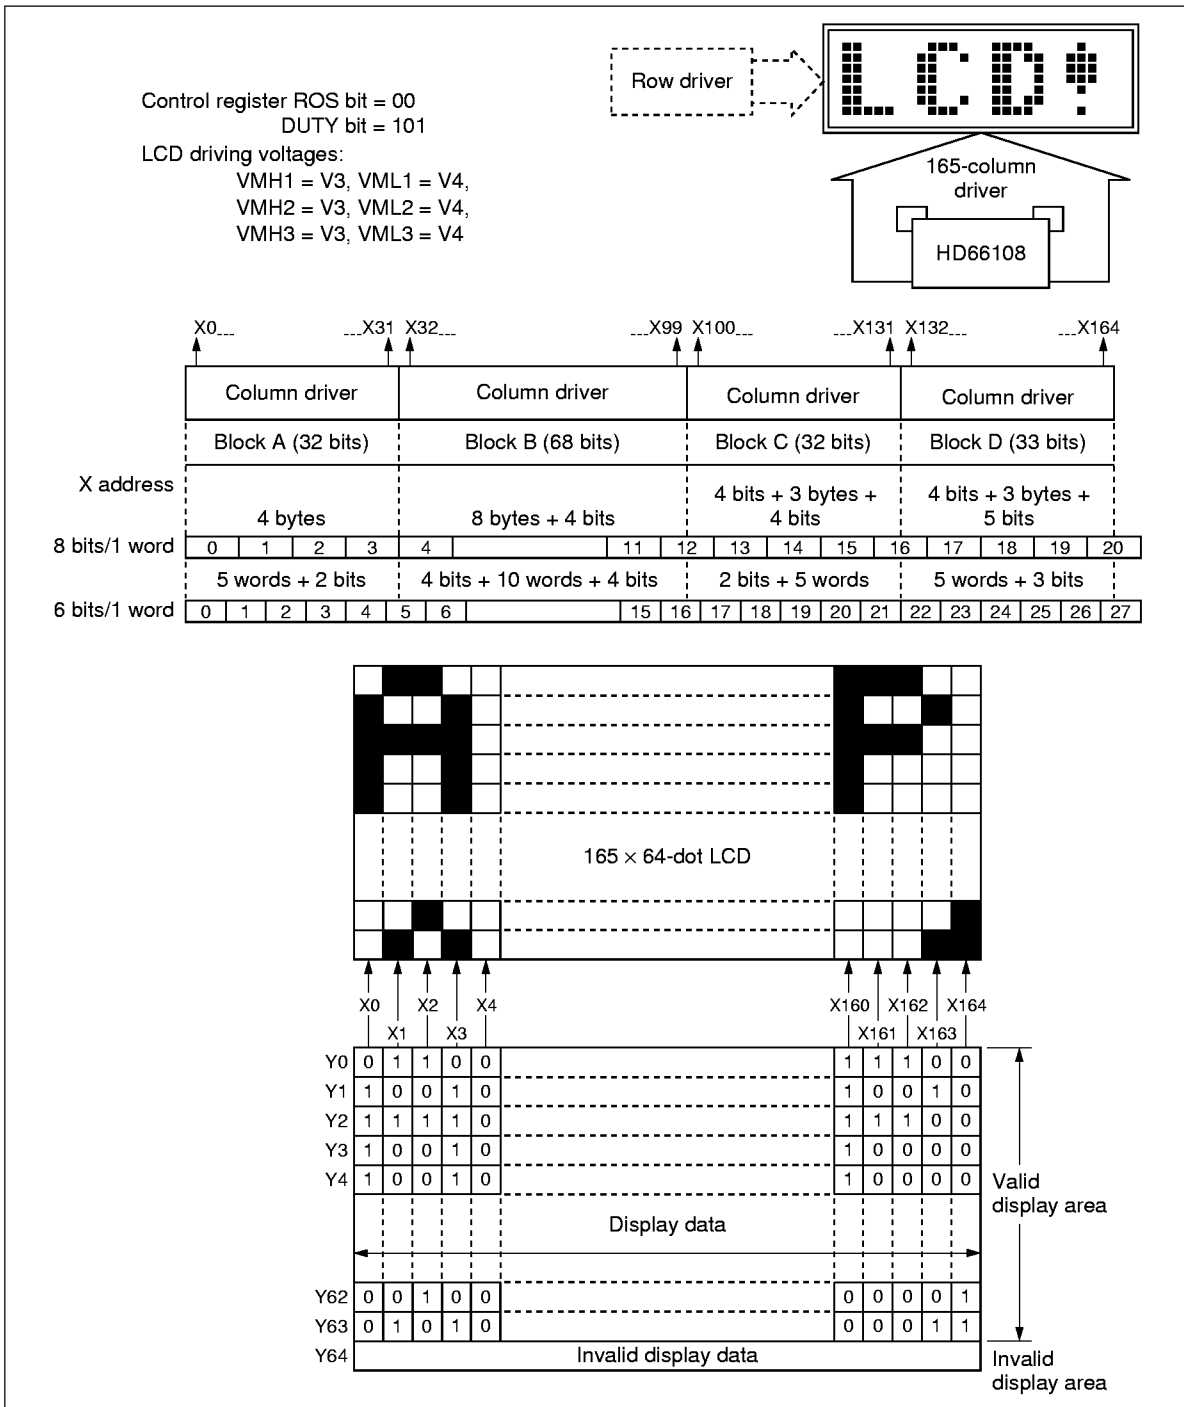 Control register ROS bit = 00
DUTY bit = 101
LCD driving voltages:
VMH1 = V3, VML1 = V4,
VMH2 = V3, VML2 = V4,
VMH3 = V3, VML3 = V4
Row driver
LCD!
165-column
driver
HD66108
X0 X31 X32 X99 X100 X131 X132 X164
Column driver Column driver Column driver Column driver
Block A (32 bits) Block B (68 bits) Block C (32 bits) Block D (33 bits)
X address
4 bytes
8 bytes + 4 bits
4 bits + 3 bytes +
4 bits
4 bits + 3 bytes +
5 bits
8 bits/1 word 0 1 2 3 4 11 12 13 14 15 16 17 18 19 20
5 words + 2 bits 4 bits + 10 words + 4 bits 2 bits + 5 words 5 words + 3 bits
6 bits/1 word 0 1 2 3 4 5 6 15 16 17 18 19 20 21 22 23 24 25 26 27
165 × 64-dot LCD
X0 X2 X4 X160 X162 X164
X1 X3 X161 X163
Y0 0 1 1 0 0 1 1 1 0 0
Y1 1 0 0 1 0 1 0 0 1 0
Y2 1 1 1 1 0 1 1 1 0 0
Y3 1 0 0 1 0 1 0 0 0 0
Y4 1 0 0 1 0 1 0 0 0 0
Valid
display area
Display data
Y62 0 0 1 0 0 0 0 0 0 1
Y63 0 1 0 1 0 0 0 0 1 1
Y64 Invalid display data
Invalid
display area